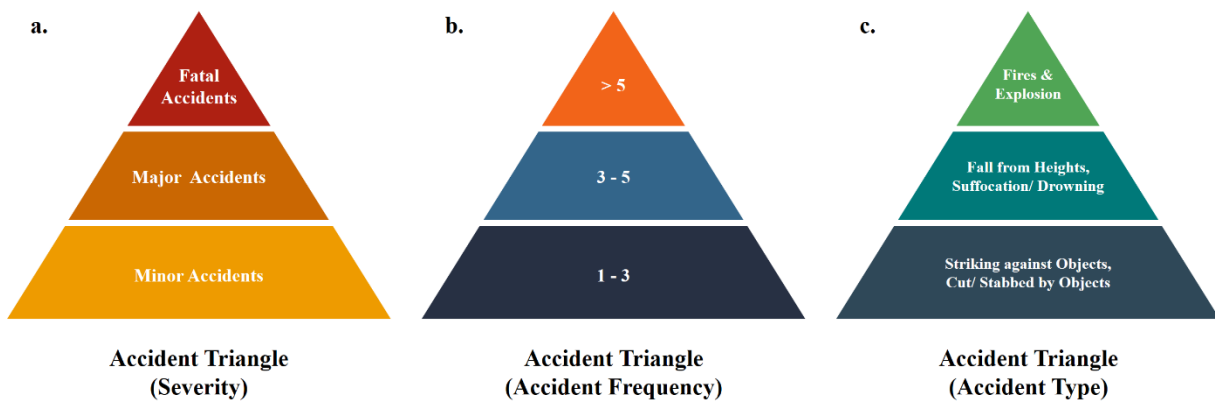 a.
Fatal
Accidents
Major Accidents
Minor Accidents
Accident Triangle
(Severity)
b.
> 5
3 - 5
1 - 3
Accident Triangle
(Accident Frequency)
c.
Fires &
Explosion
Fall from Heights,
Suffocation/ Drowning
Striking against Objects,
Cut/ Stabbed by Objects
Accident Triangle
(Accident Type)